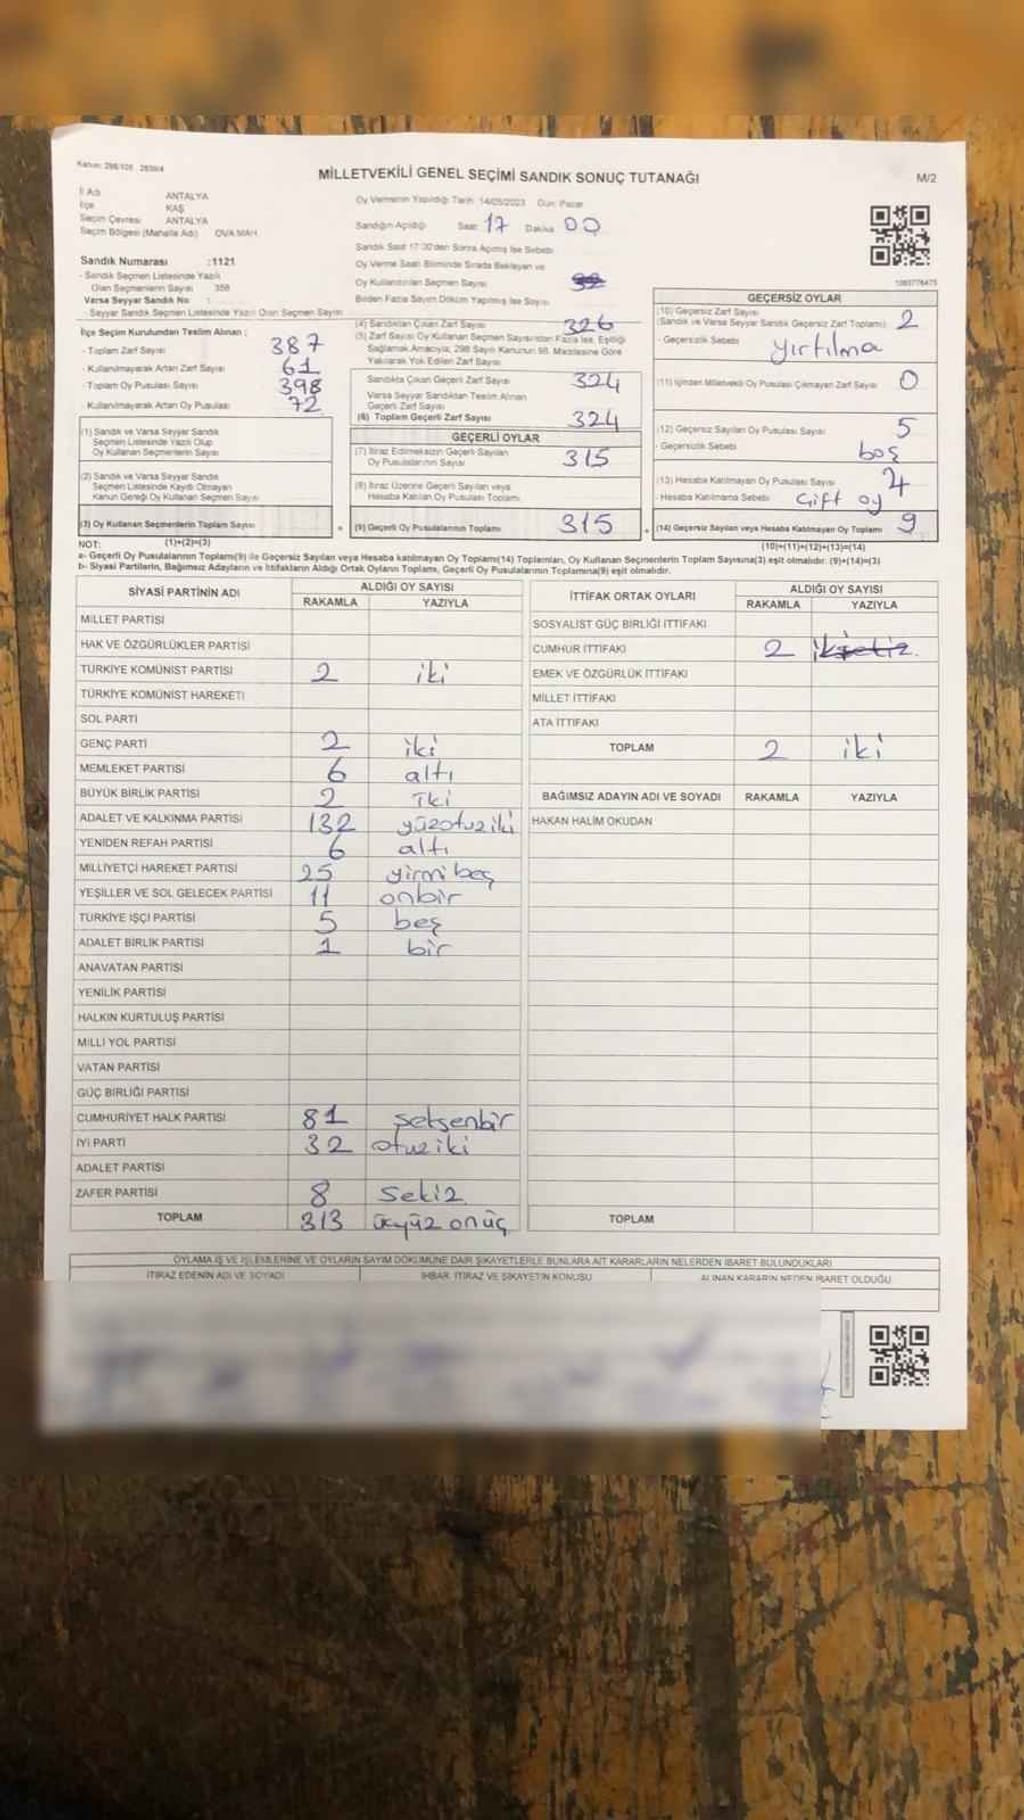 MİLLETVEKİLİ GENEL SEÇİMİ SANDIK SONUÇ TUTANAĞI
M/2
İl Adı ANTALYA
İlçe KAŞ
Seçim Çevresi ANTALYA
Seçim Bölgesi (Mahalle Adı) OVA MAH.
Oy Vermenin Yapıldığı Tarih 14/05/2023 Gün: Pazar
Sandığın Açıldığı Saat 17 Dakika 00
Sandık Saat 17:00'den Sonra Açılmış İse Sebebi
Sandık Numarası :1121
- Sandık Seçmen Listesinde Yazılı
Olan Seçmenlerin Sayısı 358
Varsa Seyyar Sandık No :
- Seyyar Sandık Seçmen Listesinde Yazılı Olan Seçmen Sayısı
Oy Verme Saati Bitiminde Sırada Bekleyen ve
Oy Kullandırılan Seçmen Sayısı
Birden Fazla Sayım Döküm Yapılmış İse Sayısı
İlçe Seçim Kurulundan Teslim Alınan :
- Toplam Zarf Sayısı 387
- Kullanılmayarak Artan Zarf Sayısı 61
- Toplam Oy Pusulası Sayısı 398
- Kullanılmayarak Artan Oy Pusulası 72
(1) Sandık ve Varsa Seyyar Sandık
Seçmen Listesinde Yazılı Olup
Oy Kullanan Seçmenlerin Sayısı
(2) Sandık ve Varsa Seyyar Sandık
Seçmen Listesinde Kaydı Olmayan
Kanun Gereği Oy Kullanan Seçmen Sayısı
(3) Oy Kullanan Seçmenlerin Toplam Sayısı
(1)+(2)=(3)
(4) Sandıktan Çıkan Zarf Sayısı 326
(5) Zarf Sayısı Oy Kullanan Seçmen Sayısından Fazla İse, Eşitliği
Sağlamak Amacıyla, 298 Sayılı Kanunun 98. Maddesine Göre
Yakılarak Yok Edilen Zarf Sayısı
Sandıkta Çıkan Geçerli Zarf Sayısı 324
Varsa Seyyar Sandıktan Teslim Alınan
Geçerli Zarf Sayısı
(6) Toplam Geçerli Zarf Sayısı 324
GEÇERLİ OYLAR
(7) İtiraz Edilmeksizin Geçerli Sayılan
Oy Pusulalarının Sayısı 315
(8) İtiraz Üzerine Geçerli Sayılan veya
Hesaba Katılan Oy Pusulası Toplamı
= (9) Geçerli Oy Pusulalarının Toplamı 315
GEÇERSİZ OYLAR
(10) Geçersiz Zarf Sayısı
(Sandık ve Varsa Seyyar Sandık Geçersiz Zarf Toplamı) 2
- Geçersizlik Sebebi yırtılma
(11) İçinden Milletvekili Oy Pusulası Çıkmayan Zarf Sayısı 0
(12) Geçersiz Sayılan Oy Pusulası Sayısı 5
- Geçersizlik Sebebi boş
(13) Hesaba Katılmayan Oy Pusulası Sayısı
- Hesaba Katılmama Sebebi Çift oy
+ (14) Geçersiz Sayılan veya Hesaba Katılmayan Oy Toplamı 9
(10)+(11)+(12)+(13)=(14)
NOT:
a- Geçerli Oy Pusulalarının Toplamı(9) ile Geçersiz Sayılan veya Hesaba katılmayan Oy Toplamı(14) Toplamları, Oy Kullanan Seçmenlerin Toplam Sayısına(3) eşit olmalıdır. (9)+(14)=(3)
b- Siyasi Partilerin, Bağımsız Adayların ve İttifakların Aldığı Ortak Oyların Toplamı, Geçerli Oy Pusulalarının Toplamına(9) eşit olmalıdır.
SİYASİ PARTİNİN ADI ALDIĞI OY SAYISI
RAKAMLA YAZIYLA
MİLLET PARTİSİ
HAK VE ÖZGÜRLÜKLER PARTİSİ
TÜRKİYE KOMÜNİST PARTİSİ 2 iki
TÜRKİYE KOMÜNİST HAREKETİ
SOL PARTİ
GENÇ PARTİ 2 iki
MEMLEKET PARTİSİ 6 altı
BÜYÜK BİRLİK PARTİSİ 2 iki
ADALET VE KALKINMA PARTİSİ 132 yüzotuziki
YENİDEN REFAH PARTİSİ 6 altı
MİLLİYETÇİ HAREKET PARTİSİ 25 yirmi beş
YEŞİLLER VE SOL GELECEK PARTİSİ 11 onbir
TÜRKİYE İŞÇİ PARTİSİ 5 beş
ADALET BİRLİK PARTİSİ 1 bir
ANAVATAN PARTİSİ
YENİLİK PARTİSİ
HALKIN KURTULUŞ PARTİSİ
MİLLİ YOL PARTİSİ
VATAN PARTİSİ
GÜÇ BİRLİĞİ PARTİSİ
CUMHURİYET HALK PARTİSİ 81 seksenbir
İYİ PARTİ 32 otuziki
ADALET PARTİSİ
ZAFER PARTİSİ 8 Sekiz
TOPLAM 313 üçyüz onüç
İTTİFAK ORTAK OYLARI ALDIĞI OY SAYISI
RAKAMLA YAZIYLA
SOSYALİST GÜÇ BİRLİĞİ İTTİFAKI
CUMHUR İTTİFAKI 2
EMEK VE ÖZGÜRLÜK İTTİFAKI
MİLLET İTTİFAKI
ATA İTTİFAKI
TOPLAM 2 iki
BAĞIMSIZ ADAYIN ADI VE SOYADI RAKAMLA YAZIYLA
HAKAN HALİM OKUDAN
TOPLAM
OYLAMA İŞ VE İŞLEMLERİNE VE OYLARIN SAYIM DÖKÜMÜNE DAİR ŞİKAYETLERLE BUNLARA AİT KARARLARIN NELERDEN İBARET BULUNDUKLARI
İTİRAZ EDENİN ADI VE SOYADI İHBAR, İTİRAZ VE ŞİKAYETİN KONUSU ALINAN KARARIN NEDEN İBARET OLDUĞU